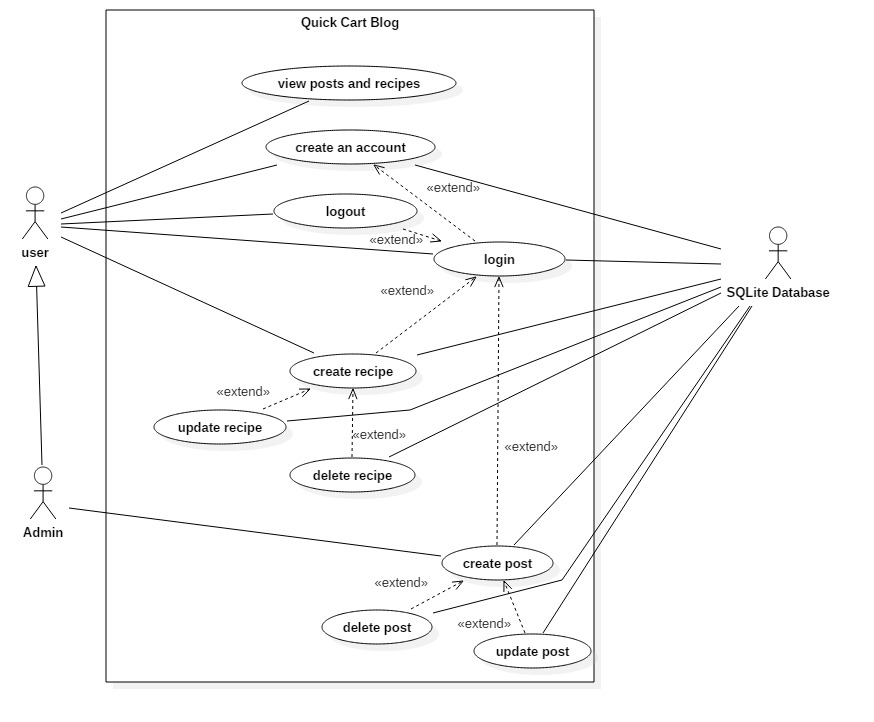 Quick Cart Blog
view posts and recipes
create an account
«extend»
logout
«extend»
user
login
SQLite Database
«extend»
create recipe
«extend»
update recipe
«extend»
«extend»
delete recipe
Admin
create post
«extend»
delete post
«extend»
update post